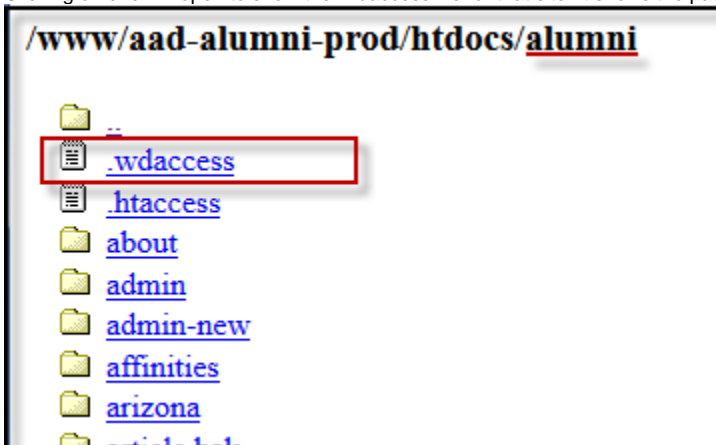 /www/aad-alumni-prod/htdocs/alumni
..
.wdaccess
.htaccess
about
admin
admin-new
affinities
arizona